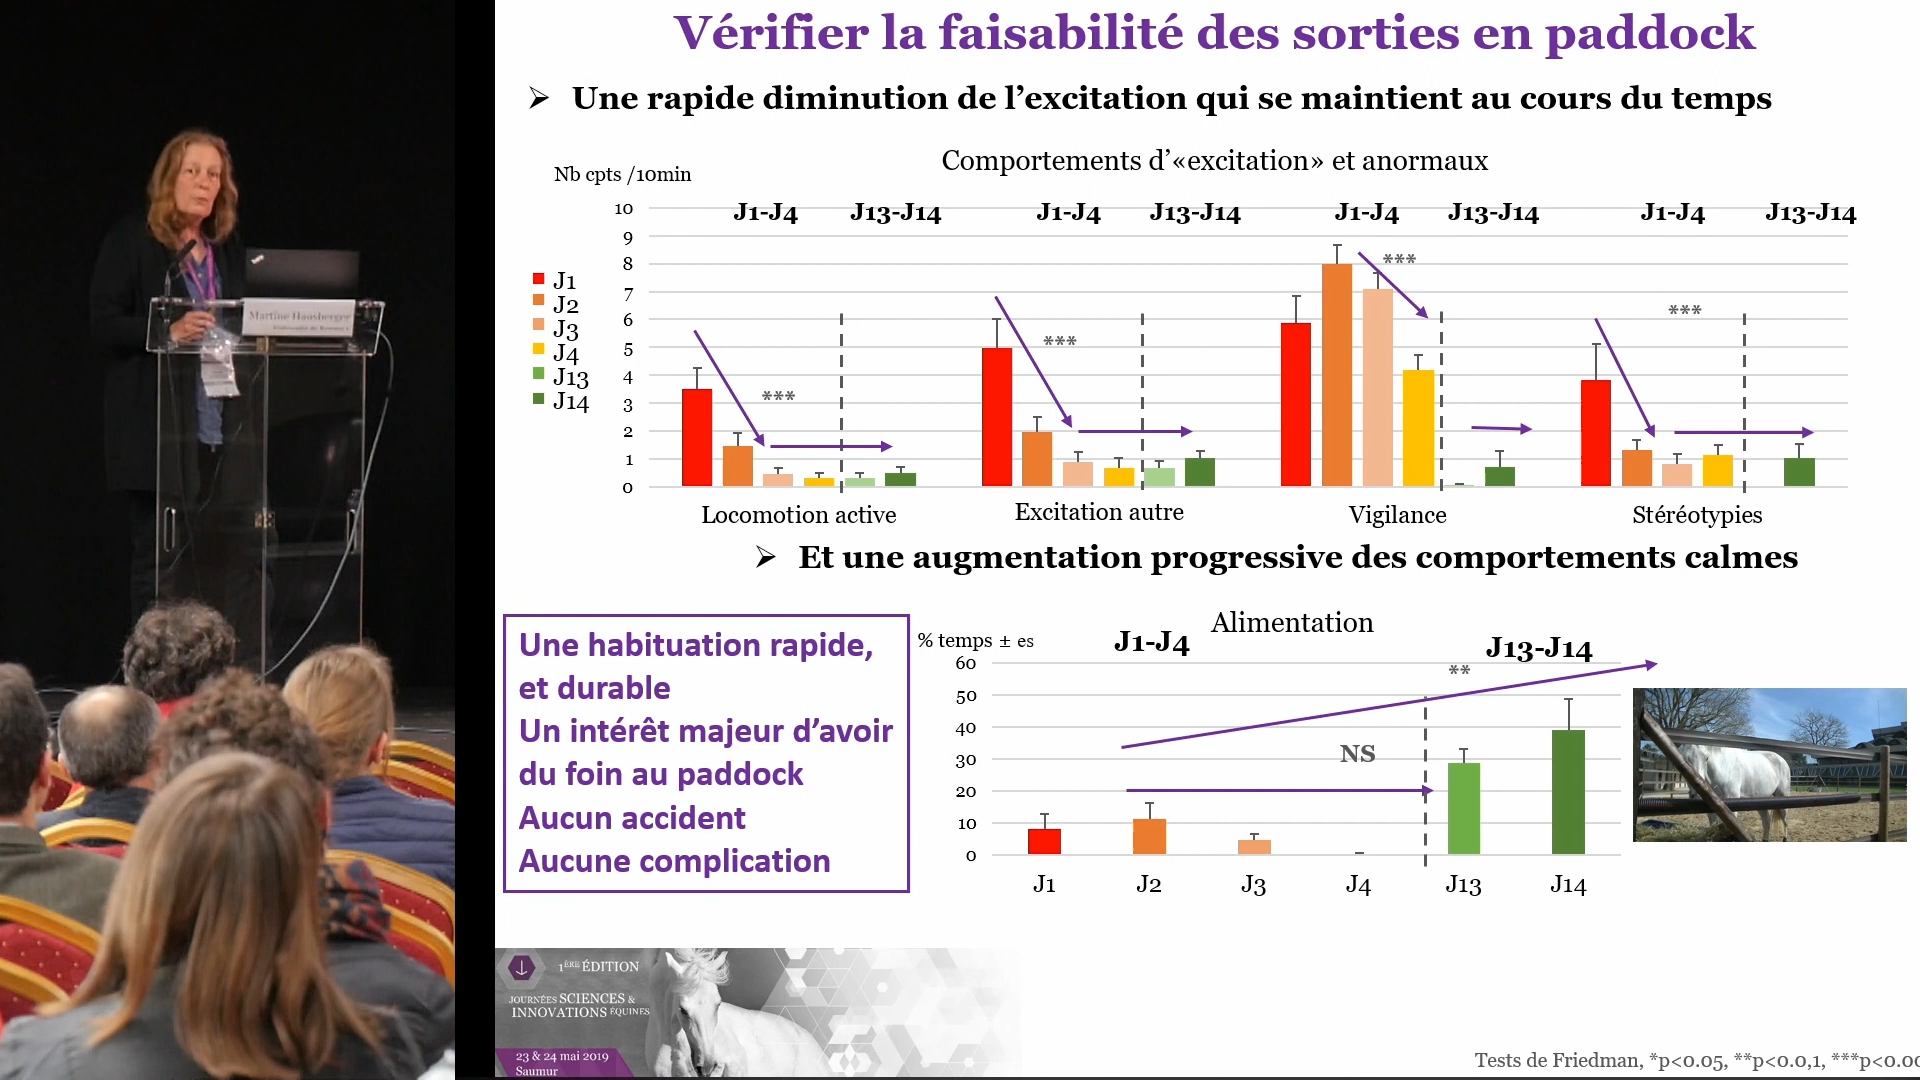 Vérifier la faisabilité des sorties en paddock
➢ Une rapide diminution de l’excitation qui se maintient au cours du temps
Comportements d’«excitation» et anormaux
Nb cpts /10min
J1-J4 J13-J14 J1-J4 J13-J14 J1-J4 J13-J14 J1-J4 J13-J14
10
9
8
7
6
5
4
3
2
1
0
J1
J2
J3
J4
J13
J14
***
***
***
***
Locomotion active
Excitation autre
Vigilance
Stéréotypies
➢ Et une augmentation progressive des comportements calmes
Une habituation rapide,
et durable
Un intérêt majeur d’avoir
du foin au paddock
Aucun accident
Aucune complication
Alimentation
% temps ± es
J1-J4
J13-J14
60
50
40
30
20
10
0
**
NS
J1 J2 J3 J4 J13 J14
Martine Hausberger
1ÈRE ÉDITION
JOURNÉES SCIENCES &
INNOVATIONS ÉQUINES
23 & 24 mai 2019
Saumur
Tests de Friedman, *p<0.05, **p<0.0,1, ***p<0.00